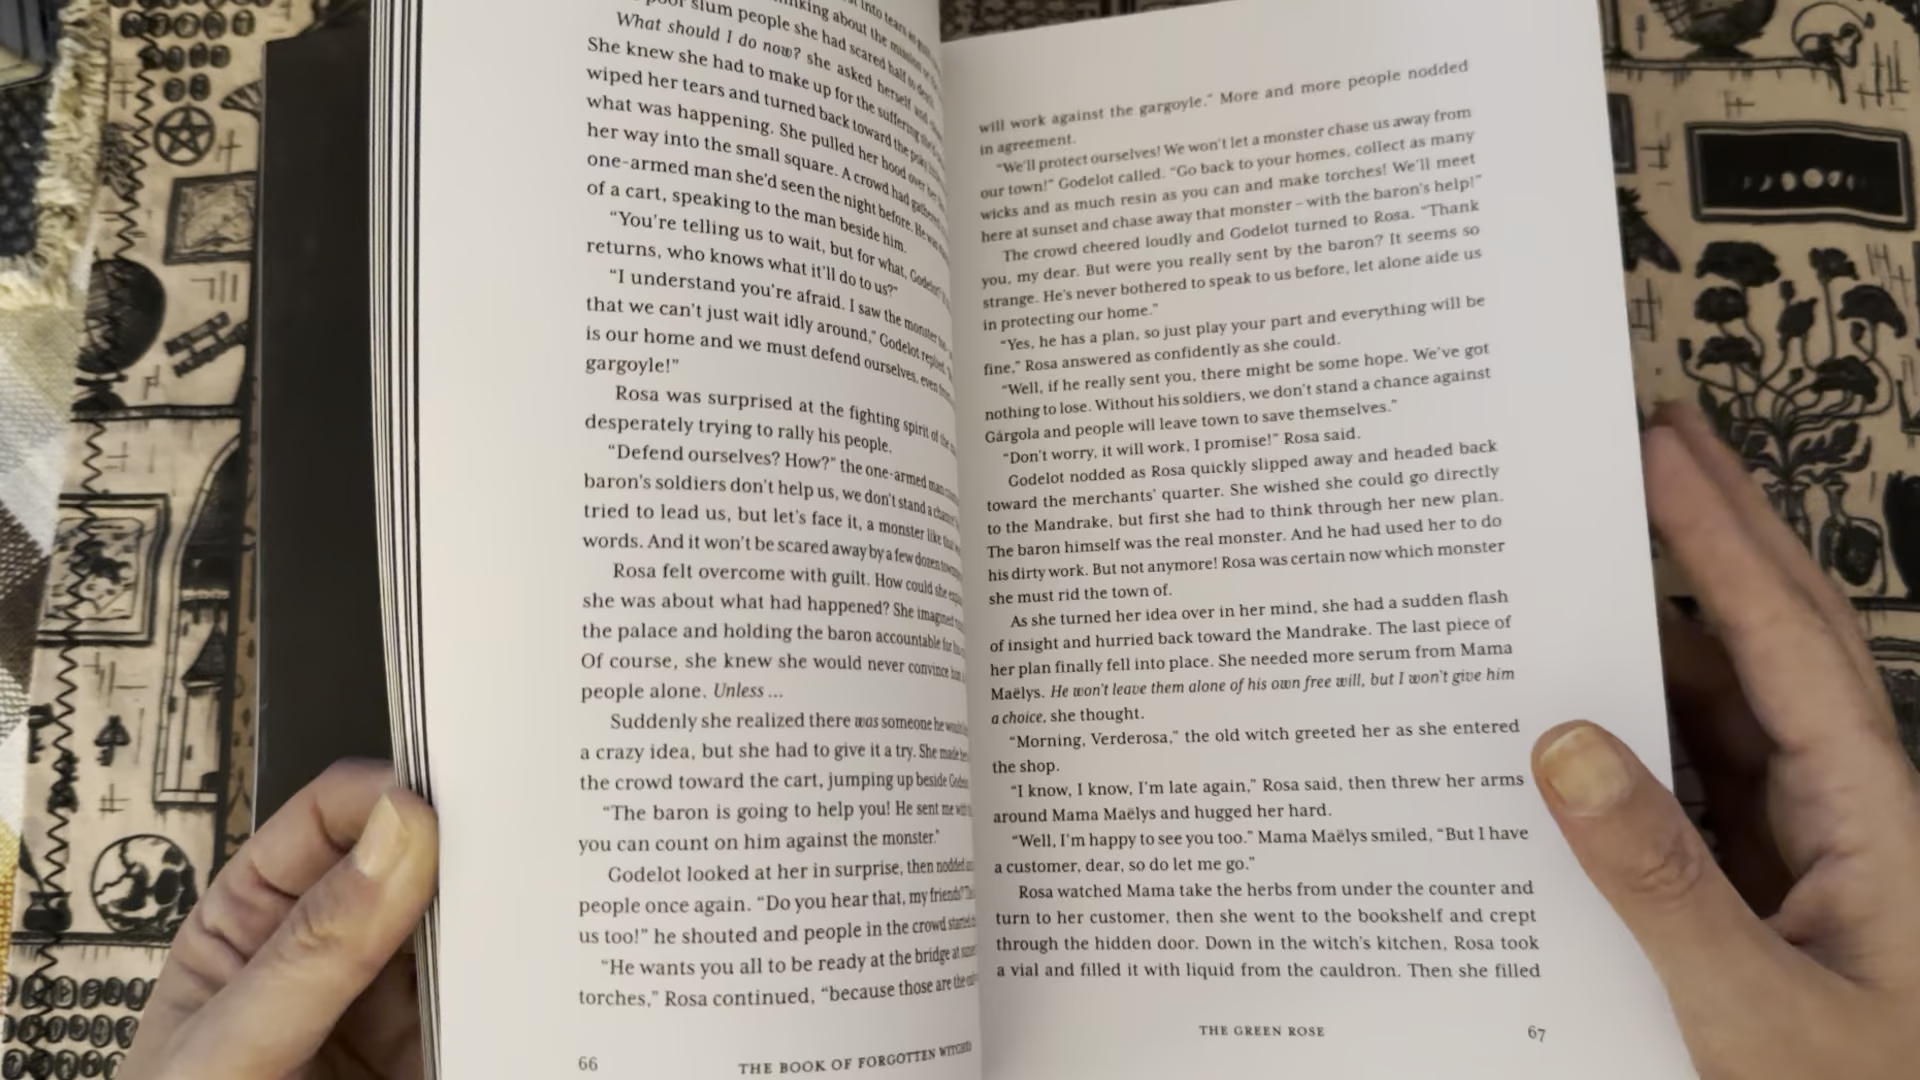 slum people she had scared half to death.
What should I do now? she asked herself and
She knew she had to make up for the suffering she'd
wiped her tears and turned back toward the
what was happening. She pulled her hood over her
her way into the small square. A crowd had gathered
one-armed man she'd seen the night before. He was
of a cart, speaking to the man beside him.
“You're telling us to wait, but for what, Godelot?
returns, who knows what it'll do to us?”
“I understand you're afraid. I saw the monster too.
that we can't just wait idly around,” Godelot replied.
is our home and we must defend ourselves, even from
gargoyle!”
Rosa was surprised at the fighting spirit of the
desperately trying to rally his people.
“Defend ourselves? How?” the one-armed man
baron's soldiers don't help us, we don't stand a chance
tried to lead us, but let's face it, a monster like that
words. And it won't be scared away by a few dozen
Rosa felt overcome with guilt. How could she
she was about what had happened? She imagined
the palace and holding the baron accountable for his
Of course, she knew she would never convince him
people alone. Unless ...
Suddenly she realized there was someone he
a crazy idea, but she had to give it a try. She made her
the crowd toward the cart, jumping up beside Godelot.
“The baron is going to help you! He sent me
you can count on him against the monster.”
Godelot looked at her in surprise, then nodded
people once again. “Do you hear that, my friends?
us too!” he shouted and people in the crowd started
“He wants you all to be ready at the bridge at
torches,” Rosa continued, “because those are the
66
THE BOOK OF FORGOTTEN WITCHES
will work against the gargoyle.” More and more people nodded
in agreement.
“We'll protect ourselves! We won't let a monster chase us away from
our town!” Godelot called. “Go back to your homes, collect as many
wicks and as much resin as you can and make torches! We'll meet
here at sunset and chase away that monster – with the baron's help!”
The crowd cheered loudly and Godelot turned to Rosa. “Thank
you, my dear. But were you really sent by the baron? It seems so
strange. He's never bothered to speak to us before, let alone aide us
in protecting our home.”
“Yes, he has a plan, so just play your part and everything will be
fine,” Rosa answered as confidently as she could.
“Well, if he really sent you, there might be some hope. We've got
nothing to lose. Without his soldiers, we don't stand a chance against
Gárgola and people will leave town to save themselves.”
“Don't worry, it will work, I promise!” Rosa said.
Godelot nodded as Rosa quickly slipped away and headed back
toward the merchants' quarter. She wished she could go directly
to the Mandrake, but first she had to think through her new plan.
The baron himself was the real monster. And he had used her to do
his dirty work. But not anymore! Rosa was certain now which monster
she must rid the town of.
As she turned her idea over in her mind, she had a sudden flash
of insight and hurried back toward the Mandrake. The last piece of
her plan finally fell into place. She needed more serum from Mama
Maëlys. He won't leave them alone of his own free will, but I won't give him
a choice, she thought.
“Morning, Verderosa,” the old witch greeted her as she entered
the shop.
“I know, I know, I'm late again,” Rosa said, then threw her arms
around Mama Maëlys and hugged her hard.
“Well, I'm happy to see you too.” Mama Maëlys smiled, “But I have
a customer, dear, so do let me go.”
Rosa watched Mama take the herbs from under the counter and
turn to her customer, then she went to the bookshelf and crept
through the hidden door. Down in the witch's kitchen, Rosa took
a vial and filled it with liquid from the cauldron. Then she filled
THE GREEN ROSE
67